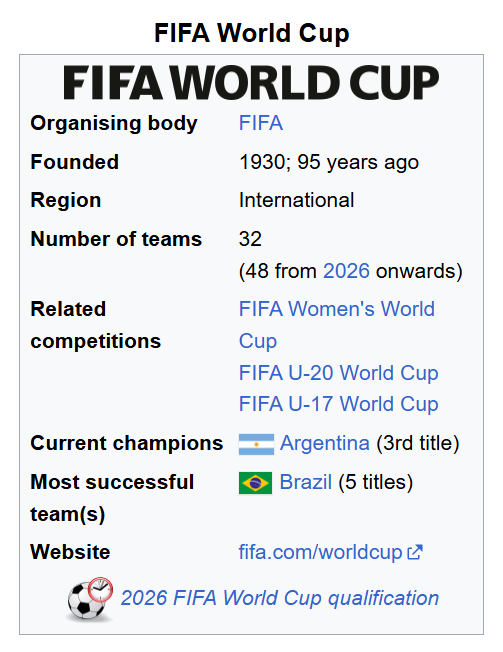 FIFA World Cup
FIFA WORLD CUP
Organising body FIFA
Founded 1930; 95 years ago
Region International
Number of teams 32
(48 from 2026 onwards)
Related competitions FIFA Women's World Cup
FIFA U-20 World Cup
FIFA U-17 World Cup
Current champions Argentina (3rd title)
Most successful team(s) Brazil (5 titles)
Website fifa.com/worldcup
2026 FIFA World Cup qualification